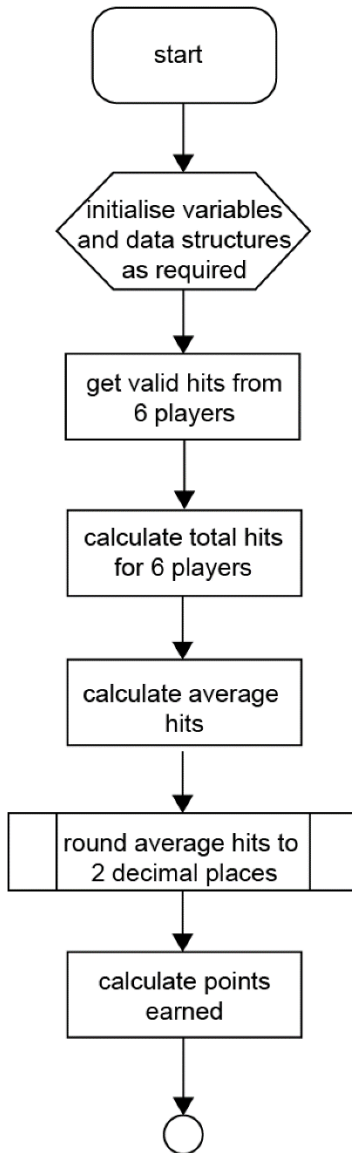 start
initialise variables
and data structures
as required
get valid hits from
6 players
calculate total hits
for 6 players
calculate average
hits
round average hits to
2 decimal places
calculate points
earned